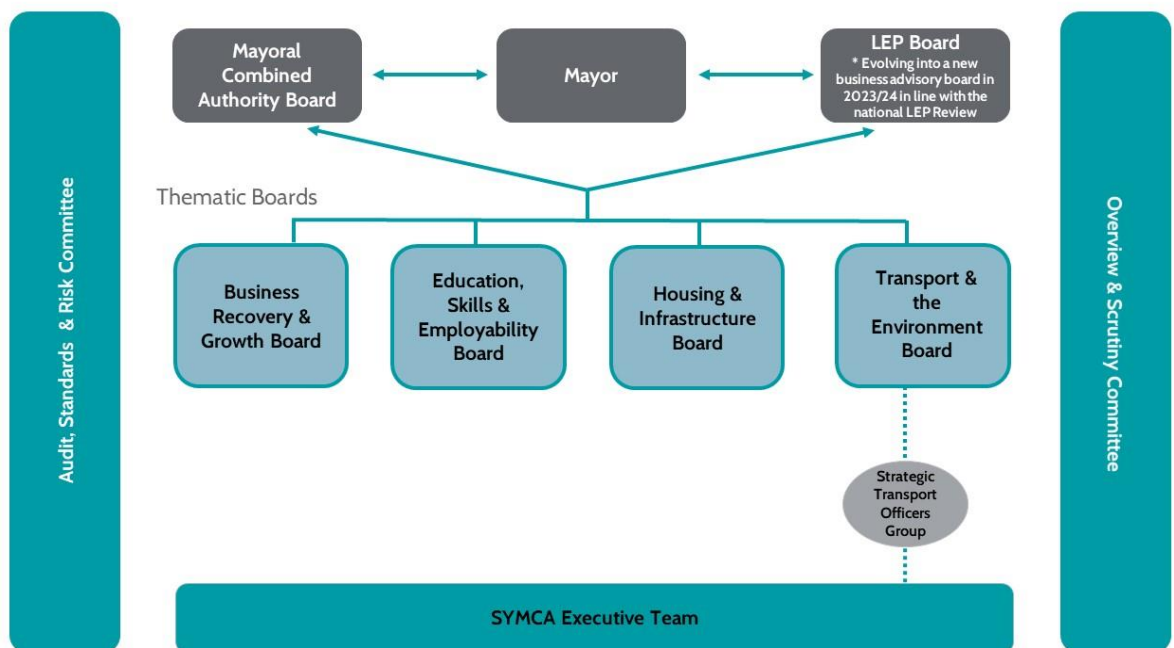 Audit, Standards & Risk Committee
Mayoral
Combined
Authority Board
Mayor
LEP Board
* Evolving into a new
business advisory board in
2023/24 in line with the
national LEP Review
Thematic Boards
Business
Recovery &
Growth Board
Education,
Skills &
Employability
Board
Housing &
Infrastructure
Board
Transport &
the
Environment
Board
Strategic
Transport
Officers
Group
SYMCA Executive Team
Overview & Scrutiny Committee